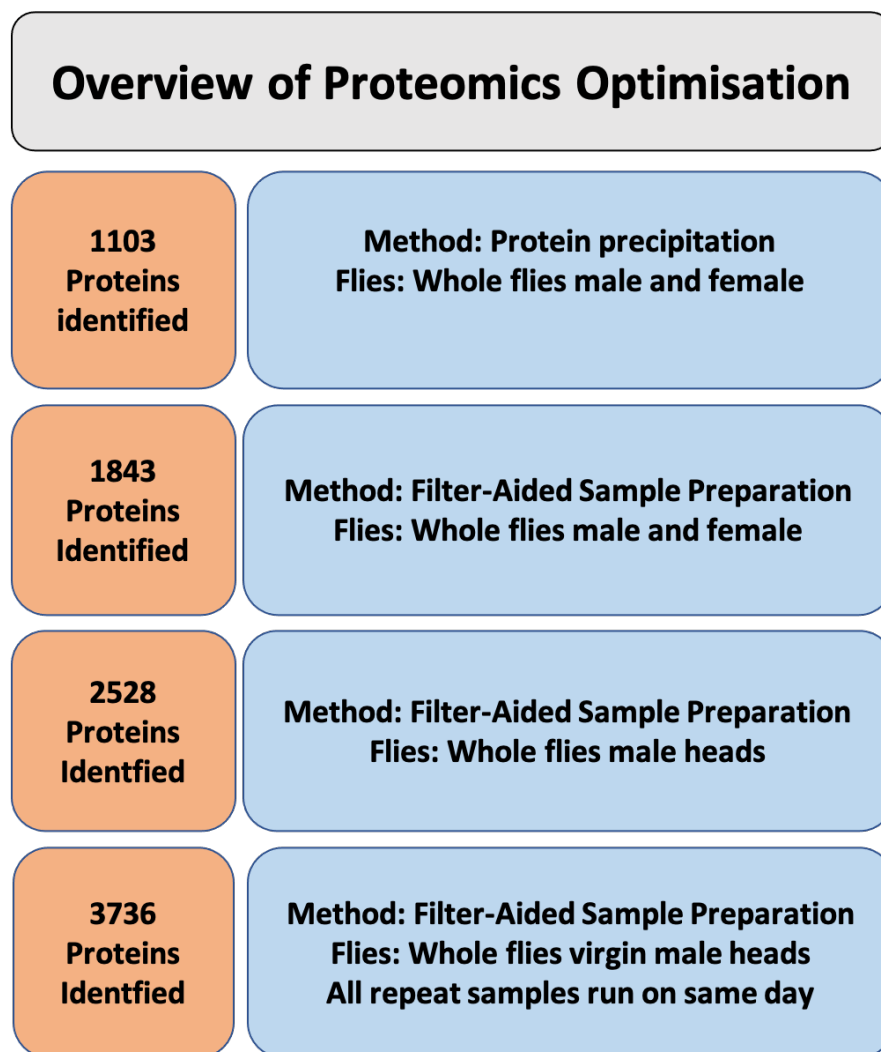 Overview of Proteomics Optimisation
1103
Proteins
identified
Method: Protein precipitation
Flies: Whole flies male and female
1843
Proteins
Identified
Method: Filter-Aided Sample Preparation
Flies: Whole flies male and female
2528
Proteins
Identfied
Method: Filter-Aided Sample Preparation
Flies: Whole flies male heads
3736
Proteins
Identfied
Method: Filter-Aided Sample Preparation
Flies: Whole flies virgin male heads
All repeat samples run on same day